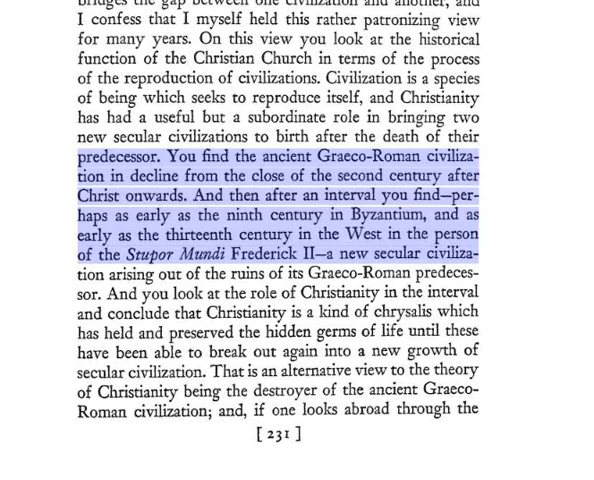 bridges the gap between one civilization and another, and
I confess that I myself held this rather patronizing view
for many years. On this view you look at the historical
function of the Christian Church in terms of the process
of the reproduction of civilizations. Civilization is a species
of being which seeks to reproduce itself, and Christianity
has had a useful but a subordinate role in bringing two
new secular civilizations to birth after the death of their
predecessor. You find the ancient Graeco-Roman civiliza-
tion in decline from the close of the second century after
Christ onwards. And then after an interval you find—per-
haps as early as the ninth century in Byzantium, and as
early as the thirteenth century in the West in the person
of the Stupor Mundi Frederick II—a new secular civiliza-
tion arising out of the ruins of its Graeco-Roman predeces-
sor. And you look at the role of Christianity in the interval
and conclude that Christianity is a kind of chrysalis which
has held and preserved the hidden germs of life until these
have been able to break out again into a new growth of
secular civilization. That is an alternative view to the theory
of Christianity being the destroyer of the ancient Graeco-
Roman civilization; and, if one looks abroad through the
[ 231 ]